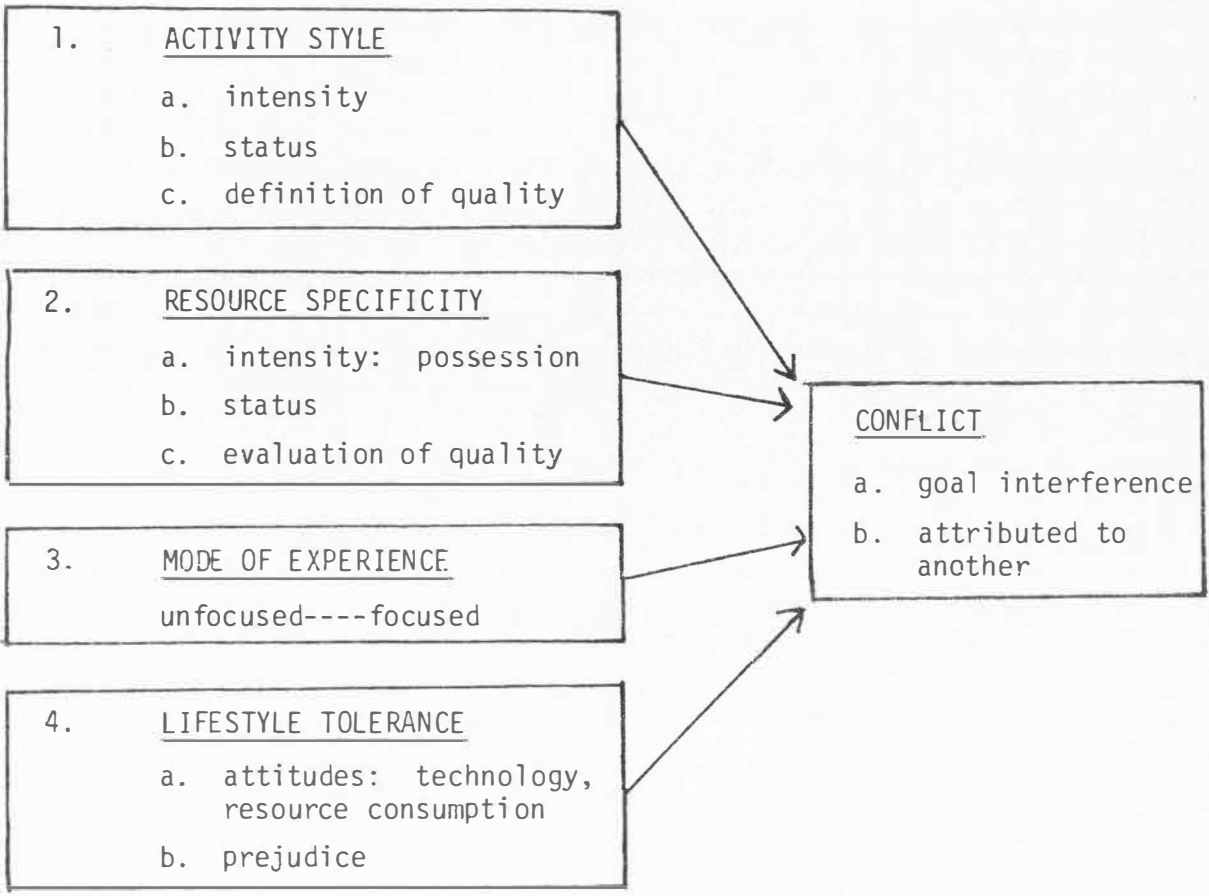 1. ACTIVITY STYLE
a. intensity
b. status
c. definition of quality
2. RESOURCE SPECIFICITY
a. intensity: possession
b. status
c. evaluation of quality
3. MODE OF EXPERIENCE
unfocused----focused
4. LIFESTYLE TOLERANCE
a. attitudes: technology,
resource consumption
b. prejudice
CONFLICT
a. goal interference
b. attributed to
another